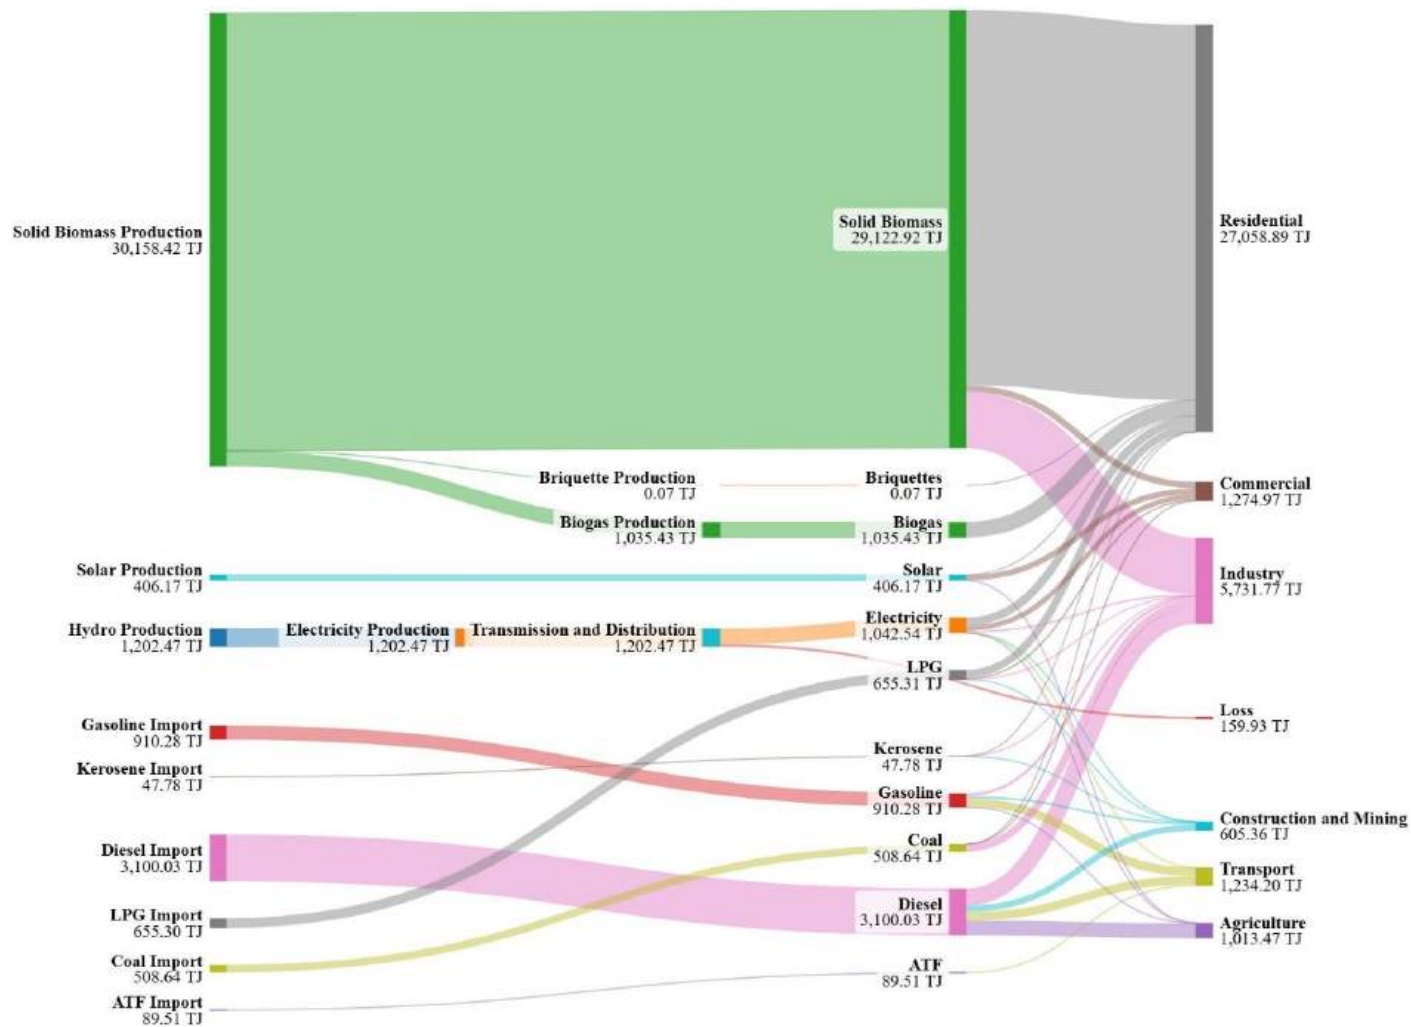 Solid Biomass Production
30,158.42 TJ
Solid Biomass
29,122.92 TJ
Residential
27,058.89 TJ
Briquette Production
0.07 TJ
Briquettes
0.07 TJ
Commercial
1,274.97 TJ
Biogas Production
1,035.43 TJ
Biogas
1,035.43 TJ
Solar Production
406.17 TJ
Solar
406.17 TJ
Industry
5,731.77 TJ
Hydro Production
1,202.47 TJ
Electricity Production
1,202.47 TJ
Transmission and Distribution
1,202.47 TJ
Electricity
1,042.54 TJ
LPG
655.31 TJ
Loss
159.93 TJ
Gasoline Import
910.28 TJ
Kerosene Import
47.78 TJ
Kerosene
47.78 TJ
Gasoline
910.28 TJ
Construction and Mining
605.36 TJ
Diesel Import
3,100.03 TJ
Coal
508.64 TJ
Transport
1,234.20 TJ
LPG Import
655.30 TJ
Diesel
3,100.03 TJ
Agriculture
1,013.47 TJ
Coal Import
508.64 TJ
ATF
89.51 TJ
ATF Import
89.51 TJ